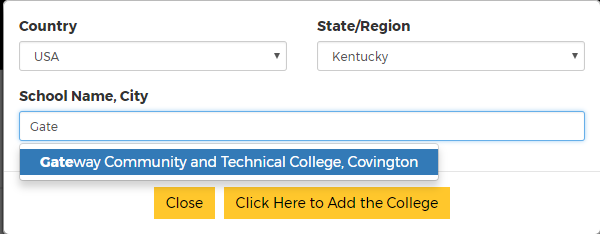 Country State/Region
USA Kentucky
School Name, City
Gate
Gateway Community and Technical College, Covington
Close Click Here to Add the College